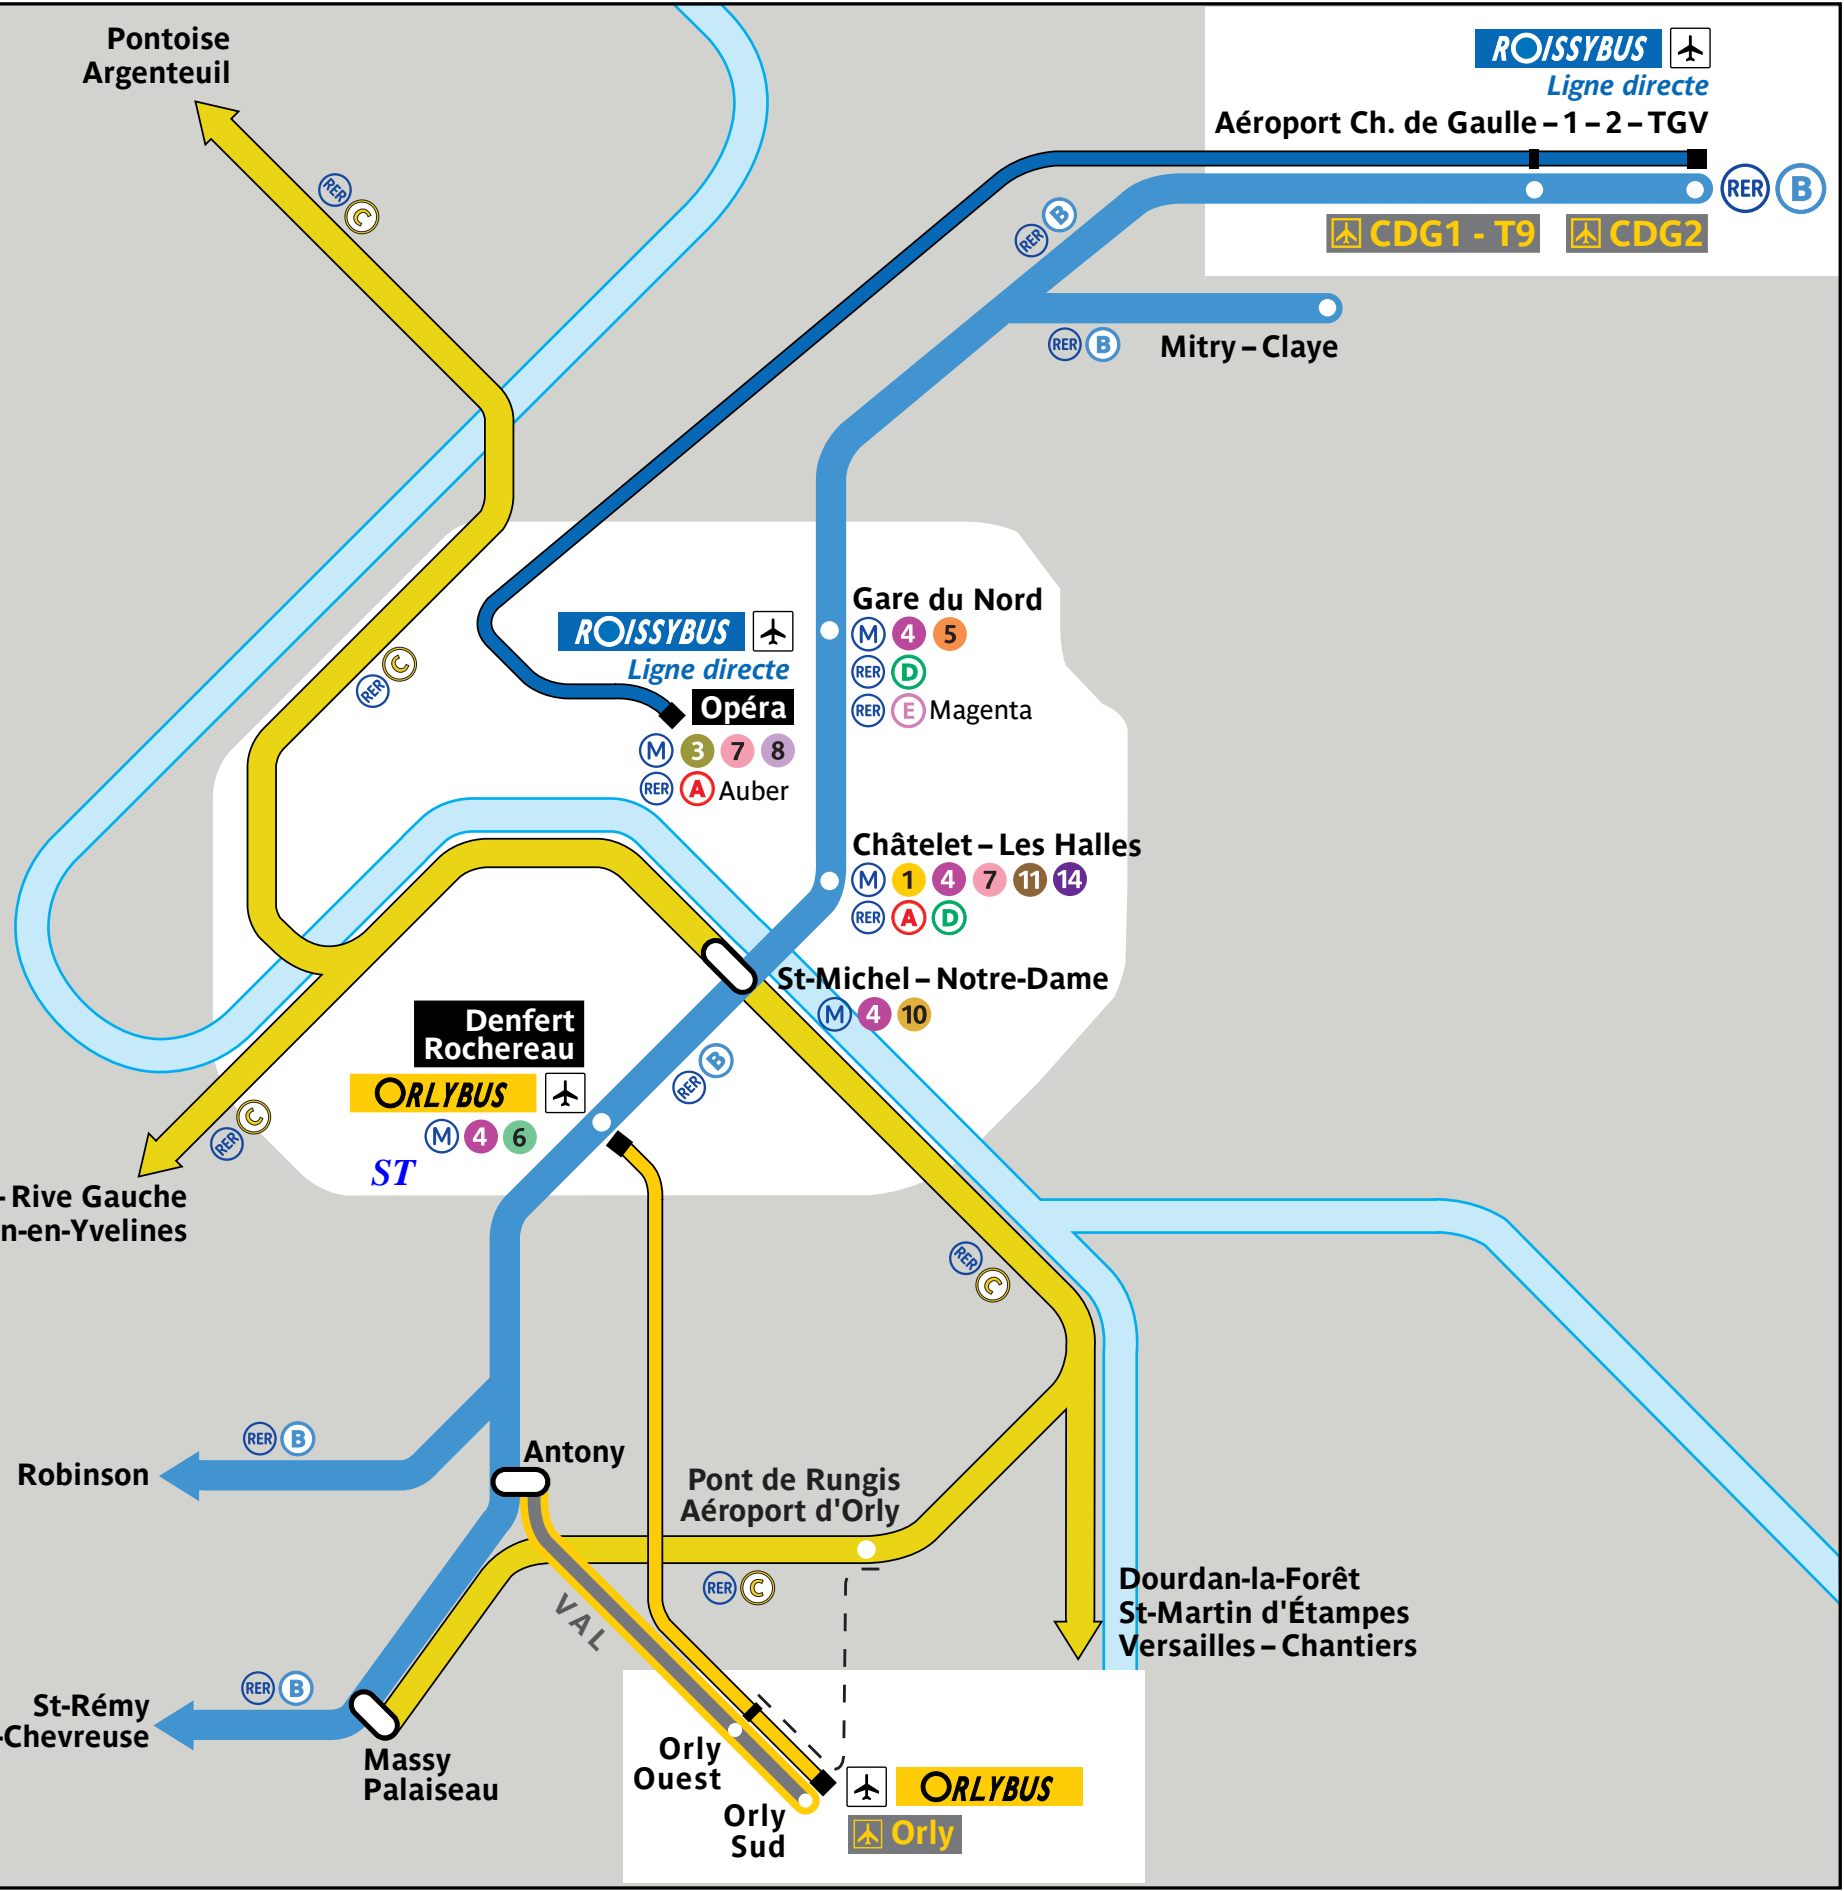 Pontoise
Argenteuil
ROISSYBUS
Ligne directe
Aéroport Ch. de Gaulle – 1 – 2 – TGV
RER B
CDG1 - T9
CDG2
RER C
RER B
RER B
Mitry – Claye
Gare du Nord
M 4 5
RER D
RER E Magenta
ROISSYBUS
Ligne directe
Opéra
M 3 7 8
RER A Auber
RER C
Châtelet – Les Halles
M 1 4 7 11 14
RER A D
St-Michel – Notre-Dame
M 4 10
Denfert
Rochereau
ORLYBUS
M 4 6
ST
RER B
RER C
- Rive Gauche
n-en-Yvelines
RER C
RER B
Robinson
Antony
Pont de Rungis
Aéroport d'Orly
RER C
VAL
Dourdan-la-Forêt
St-Martin d'Étampes
Versailles – Chantiers
RER B
St-Rémy
-Chevreuse
Massy
Palaiseau
Orly
Ouest
Orly
Sud
ORLYBUS
Orly